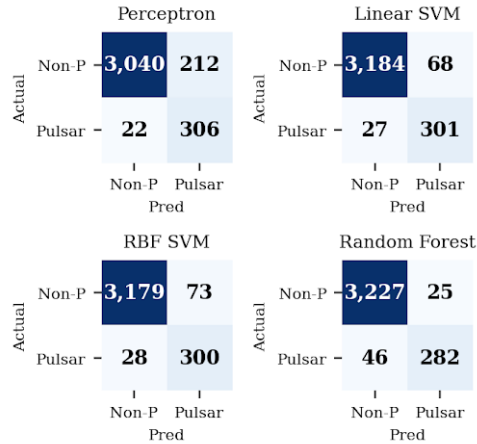 Perceptron
Actual
Non-P 3,040 212
Pulsar 22 306
Non-P Pulsar
Pred
Linear SVM
Actual
Non-P 3,184 68
Pulsar 27 301
Non-P Pulsar
Pred
RBF SVM
Actual
Non-P 3,179 73
Pulsar 28 300
Non-P Pulsar
Pred
Random Forest
Actual
Non-P 3,227 25
Pulsar 46 282
Non-P Pulsar
Pred